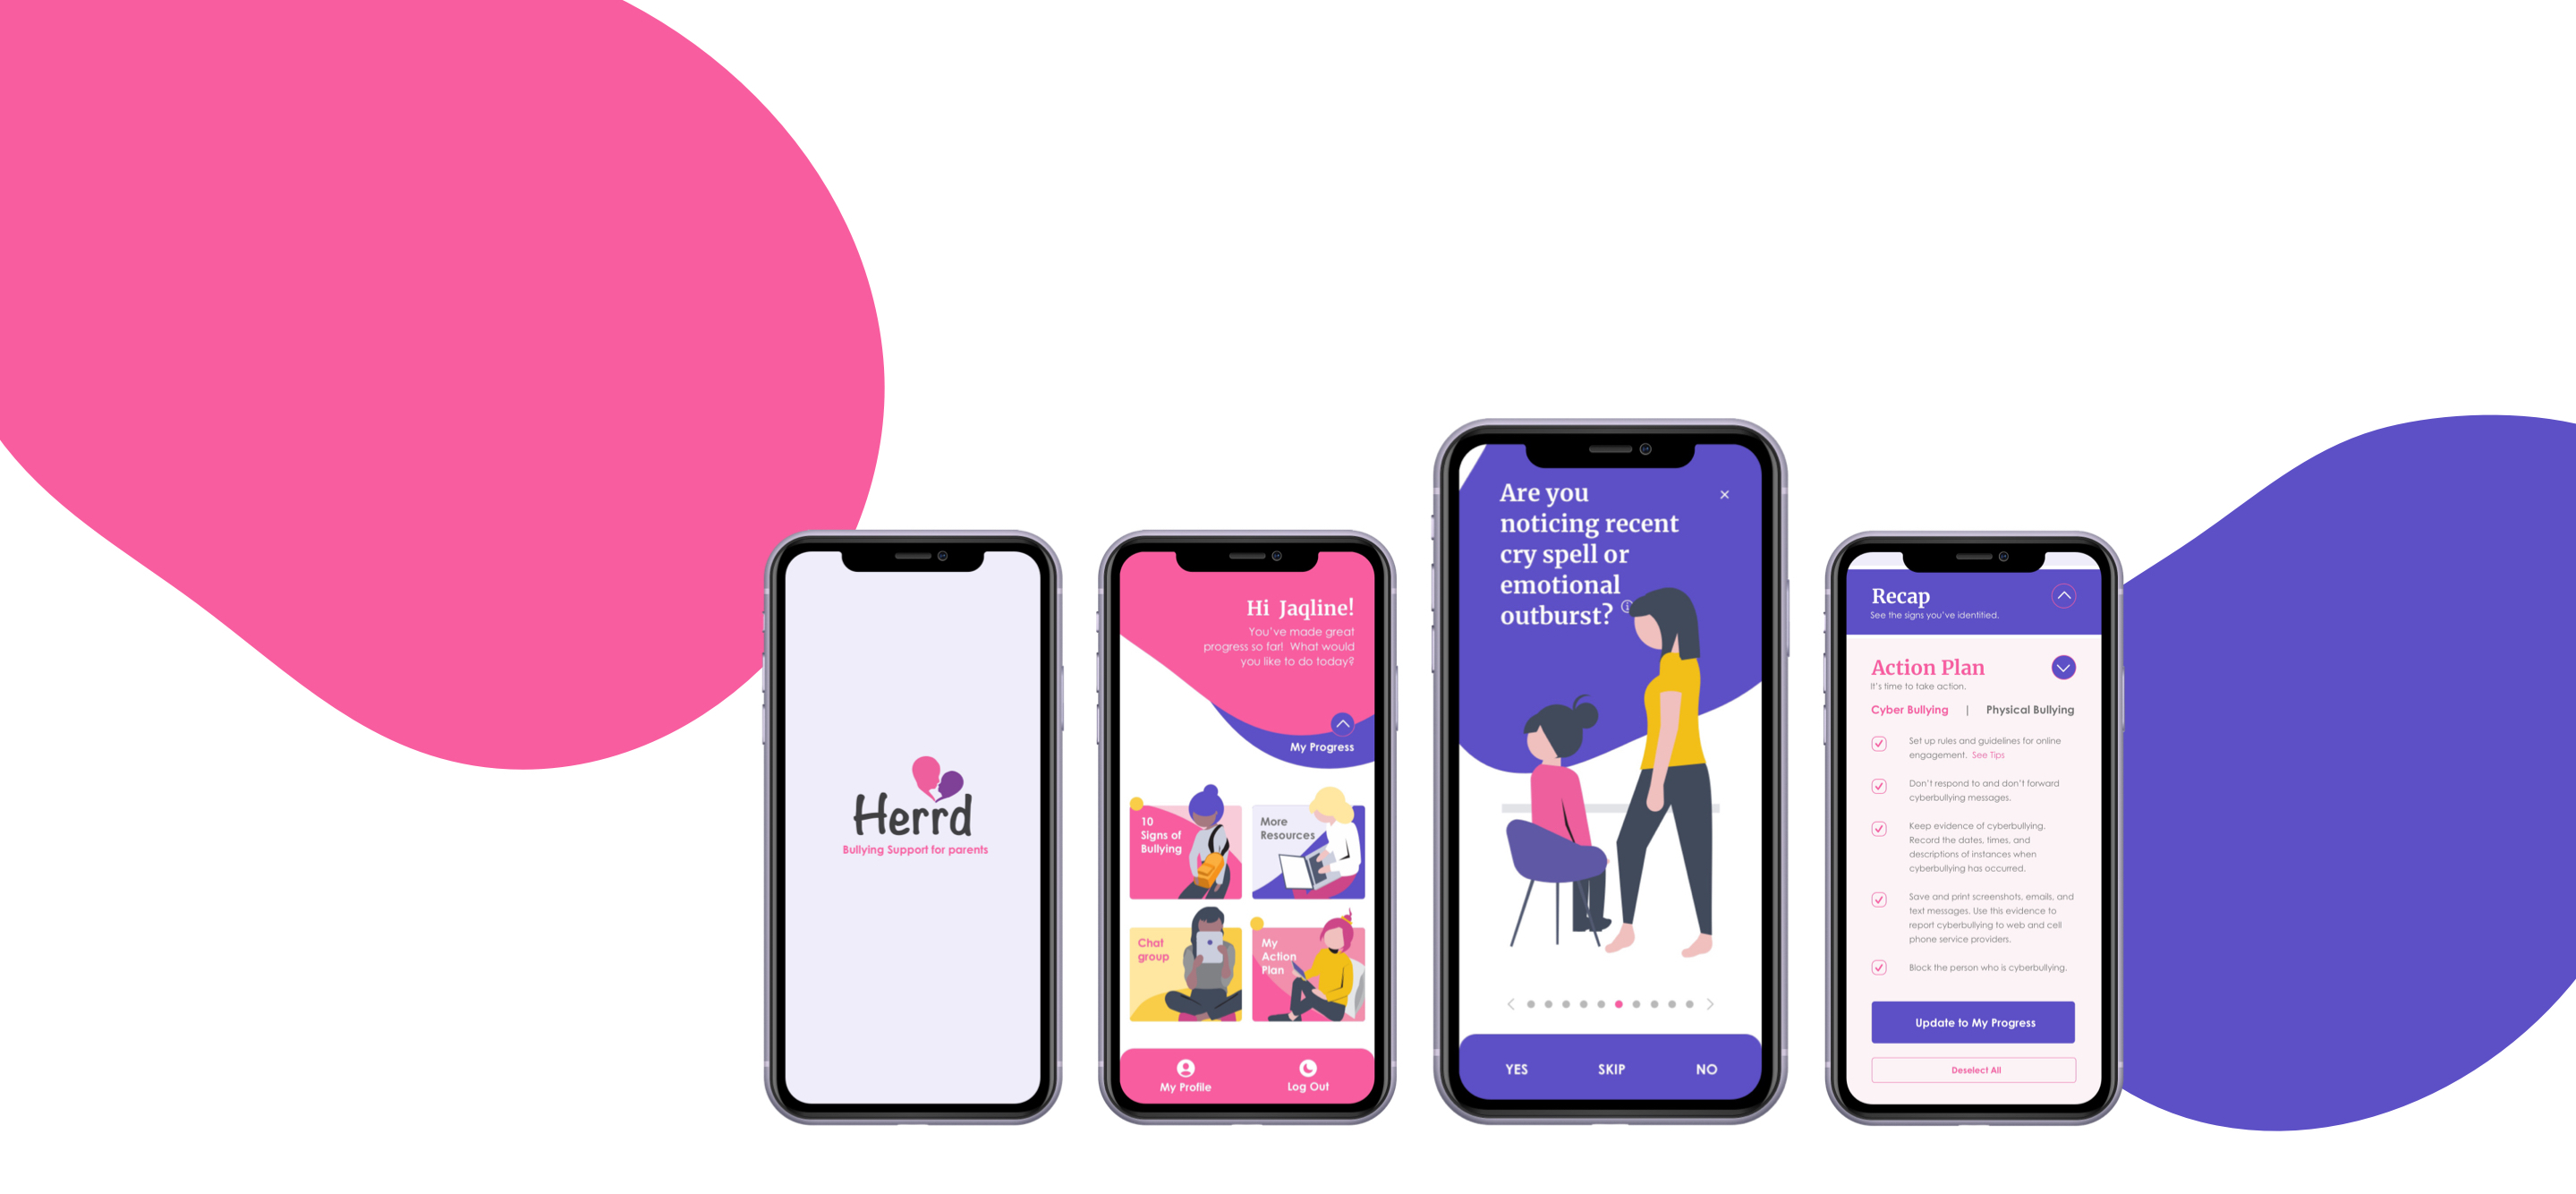 Herrd
Bullying Support for parents
Hi Jaqline!
You've made great
progress so far! What would
you like to do today?
My Progress
10
Signs of
Bullying
More
Resources
Chat
group
My
Action
Plan
My Profile
Log Out
Are you
noticing recent
cry spell or
emotional
outburst?
YES
SKIP
NO
Recap
See the signs you've identified.
Action Plan
It's time to take action.
Cyber Bullying | Physical Bullying
Set up rules and guidelines for online
engagement. See Tips
Don't respond to and don't forward
cyberbullying messages.
Keep evidence of cyberbullying.
Record the dates, times, and
descriptions of instances when
cyberbullying has occurred.
Save and print screenshots, emails, and
text messages. Use this evidence to
report cyberbullying to web and cell
phone service providers.
Block the person who is cyberbullying.
Update to My Progress
Deselect All